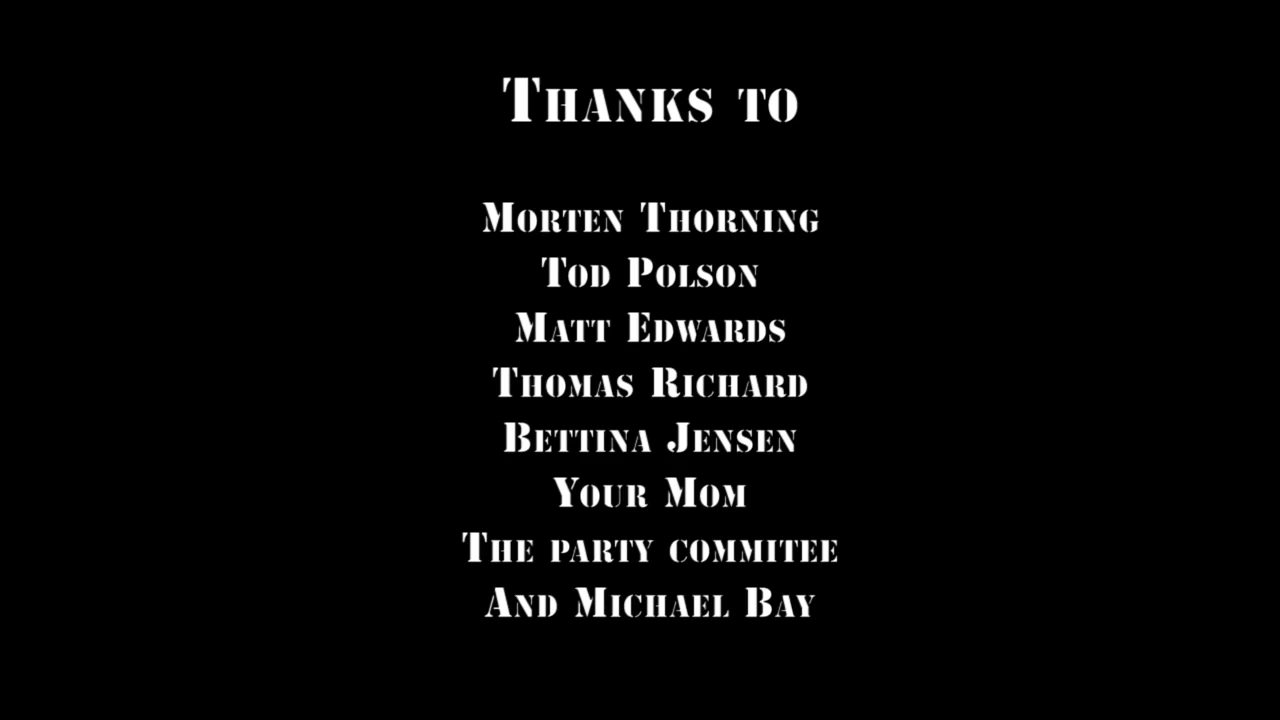 Thanks to
Morten Thorning
Tod Polson
Matt Edwards
Thomas Richard
Bettina Jensen
Your Mom
The party commitee
And Michael Bay